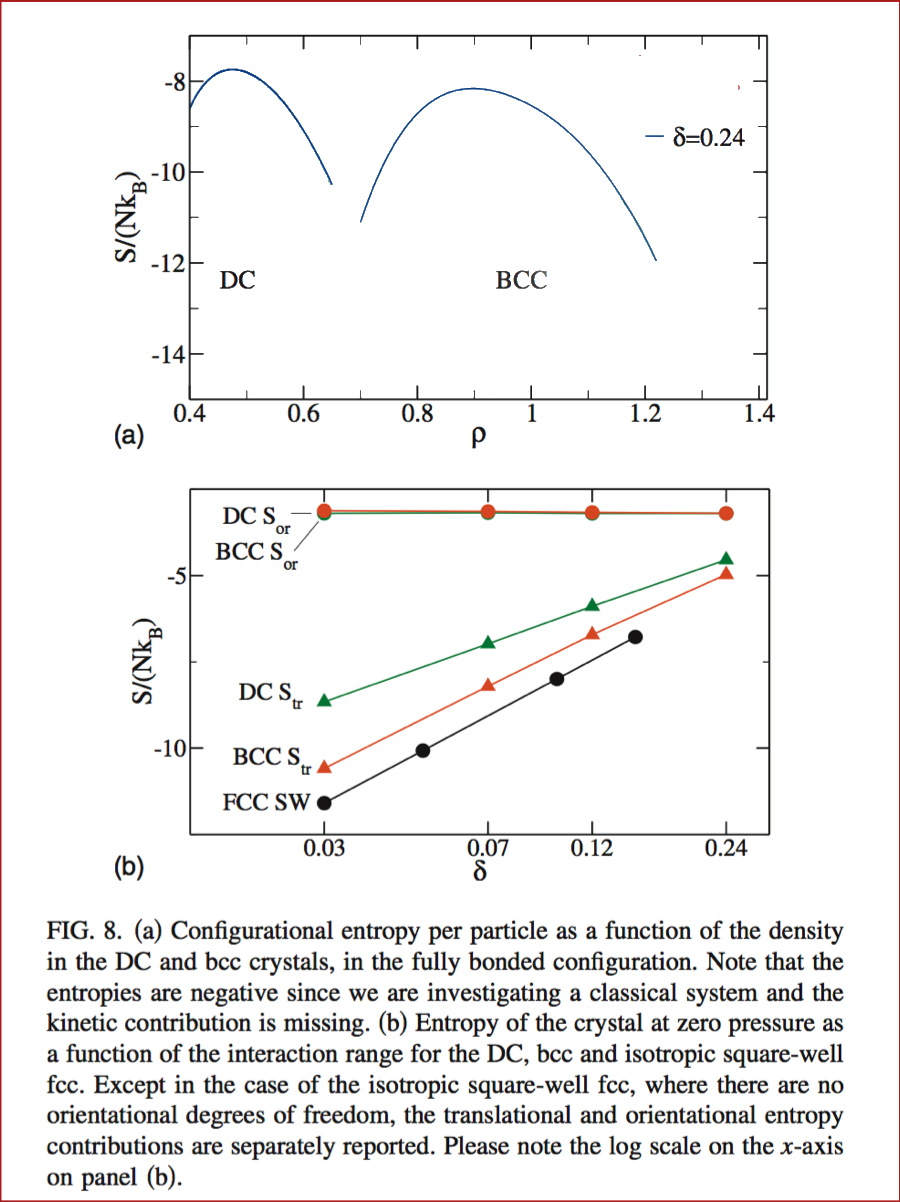 -8
-10
-12
-14
S/(Nk_B)
δ=0.24
DC
BCC
0.4 0.6 0.8 1 1.2 1.4
(a)
ρ
DC S_or
BCC S_or
-5
S/(Nk_B)
DC S_tr
-10
BCC S_tr
FCC SW
0.03 0.07 0.12 0.24
(b)
δ
FIG. 8. (a) Configurational entropy per particle as a function of the density
in the DC and bcc crystals, in the fully bonded configuration. Note that the
entropies are negative since we are investigating a classical system and the
kinetic contribution is missing. (b) Entropy of the crystal at zero pressure as
a function of the interaction range for the DC, bcc and isotropic square-well
fcc. Except in the case of the isotropic square-well fcc, where there are no
orientational degrees of freedom, the translational and orientational entropy
contributions are separately reported. Please note the log scale on the x-axis
on panel (b).